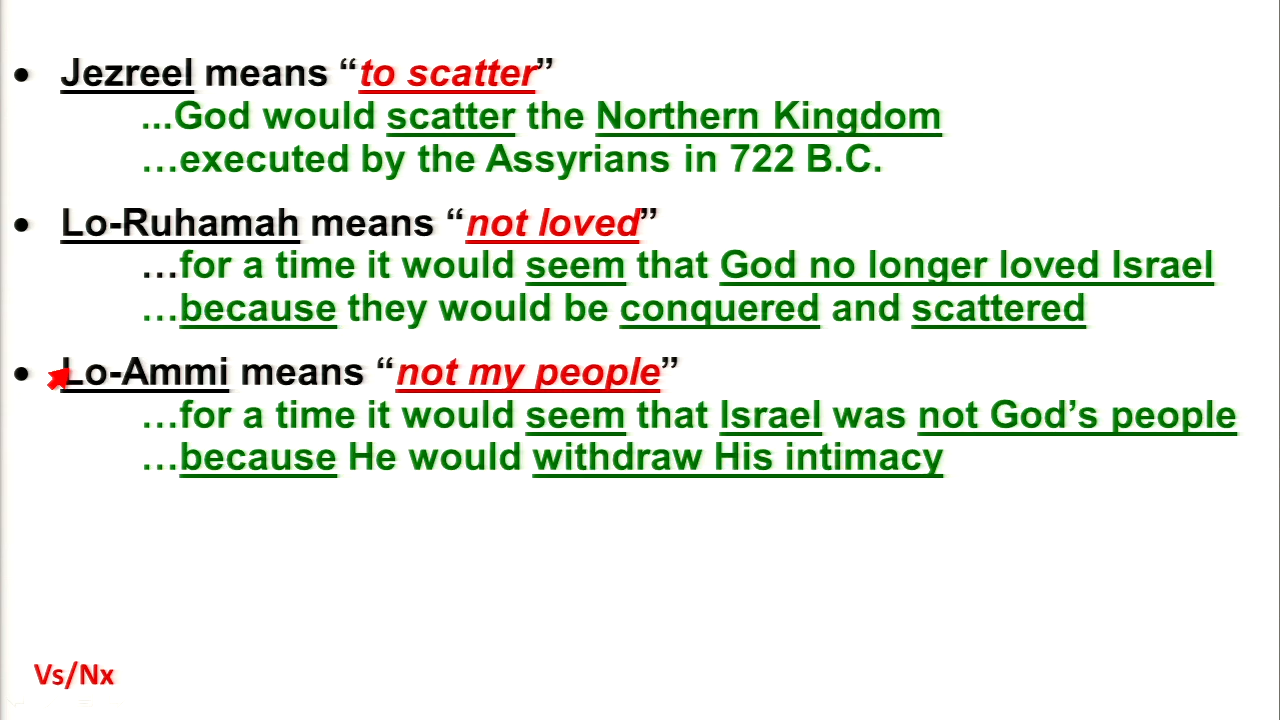 • Jezreel means “to scatter”
...God would scatter the Northern Kingdom
…executed by the Assyrians in 722 B.C.
• Lo-Ruhamah means “not loved”
…for a time it would seem that God no longer loved Israel
…because they would be conquered and scattered
• Lo-Ammi means “not my people”
…for a time it would seem that Israel was not God’s people
…because He would withdraw His intimacy
Vs/Nx